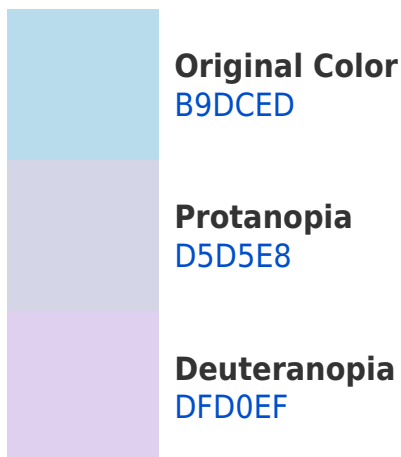 Original Color
B9DCED
Protanopia
D5D5E8
Deuteranopia
DFD0EF